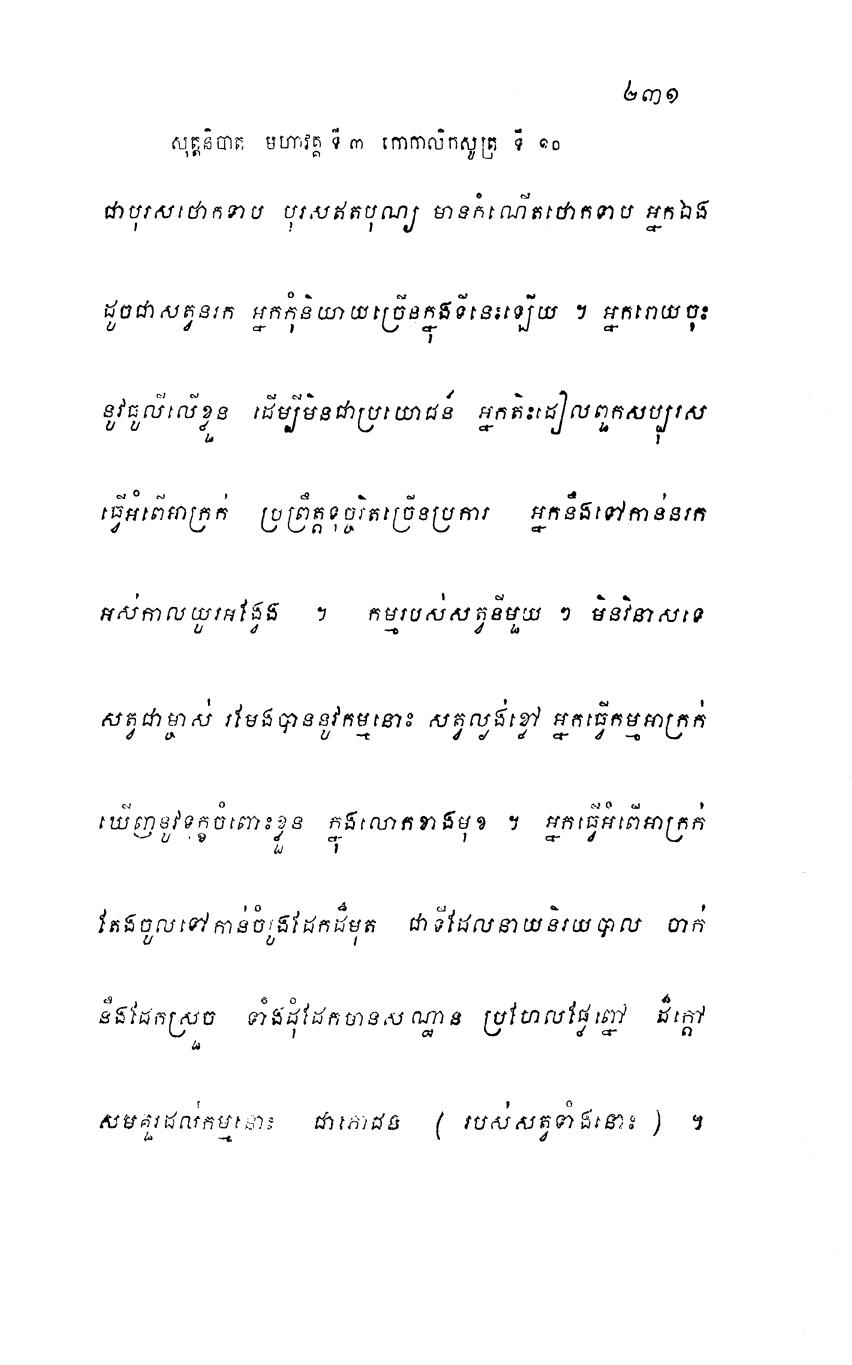 ២៣១
សុត្តនិបាត មហាវគ្គ ទី ៣ កោកាលិកសូត្រ ទី ១០
ជាបុរសថោកទាប បុរសឥតបុណ្យ មានកំណើតថោកទាប អ្នកឯង
ដូចជាសត្វនរក អ្នកកុំនិយាយច្រើនក្នុងទីនេះឡើយ ។ អ្នករោយចុះ
នូវធូលីលើខ្លួន ដើម្បីមិនជាប្រយោជន៍ អ្នកតិះដៀលពួកសប្បុរស
ធ្វើអំពើអាក្រក់ ប្រព្រឹត្តទុច្ចរិតច្រើនប្រការ អ្នកនឹងទៅកាន់នរក
អស់កាលយូរអង្វែង ។ កម្មរបស់សត្វនីមួយ ៗ មិនវិនាសទេ
សត្វជាម្ចាស់ រមែងបាននូវកម្មនោះ សត្វល្ងង់ខ្លៅ អ្នកធ្វើកម្មអាក្រក់
ឃើញនូវទុក្ខចំពោះខ្លួន ក្នុងលោកខាងមុខ ។ អ្នកធ្វើអំពើអាក្រក់
តែងចូលទៅកាន់ចំរូងដែកដ៏មុត ជាទីដែលនាយនិរយបាល ចាក់
នឹងដែកស្រួច ទាំងដុំដែកមានសណ្ឋាន ប្រហែលផ្លែព្នៅ ដ៏ក្តៅ
សមគួរដល់កម្មនោះ ជាភោជន ( របស់សត្វទាំងនោះ ) ។